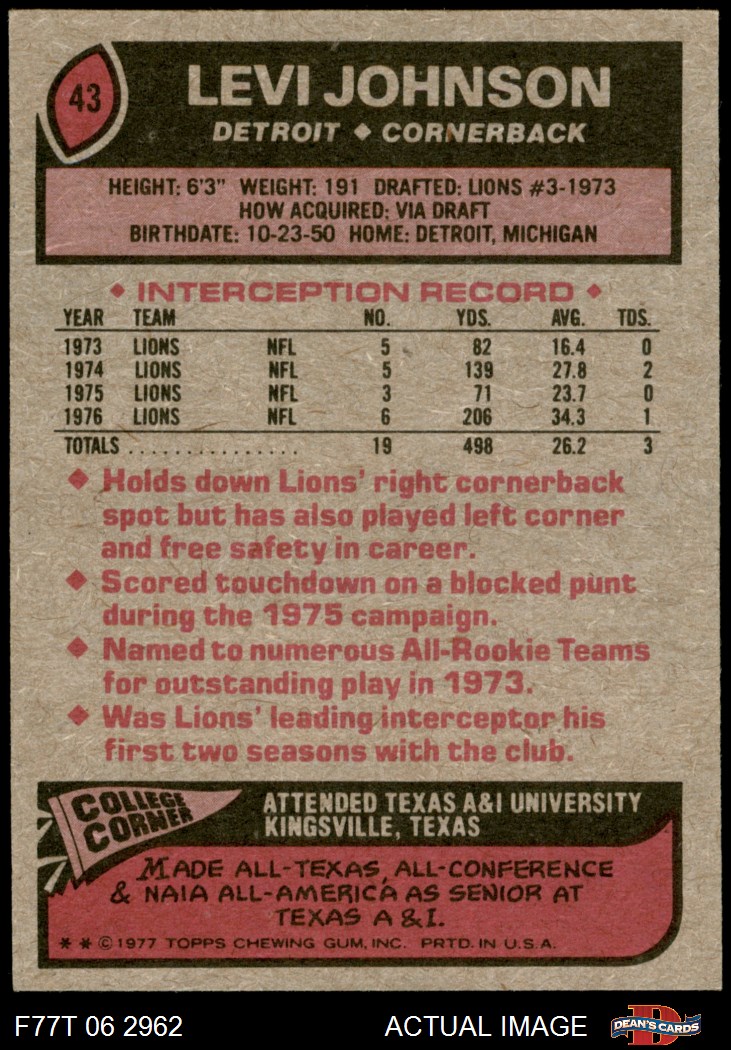 43
LEVI JOHNSON
DETROIT ◆ CORNERBACK
HEIGHT: 6'3" WEIGHT: 191 DRAFTED: LIONS #3-1973
HOW ACQUIRED: VIA DRAFT
BIRTHDATE: 10-23-50 HOME: DETROIT, MICHIGAN
◆ INTERCEPTION RECORD ◆
YEAR TEAM NO. YDS. AVG. TDS.
1973 LIONS NFL 5 82 16.4 0
1974 LIONS NFL 5 139 27.8 2
1975 LIONS NFL 3 71 23.7 0
1976 LIONS NFL 6 206 34.3 1
TOTALS ............... 19 498 26.2 3
◆ Holds down Lions' right cornerback
spot but has also played left corner
and free safety in career.
◆ Scored touchdown on a blocked punt
during the 1975 campaign.
◆ Named to numerous All-Rookie Teams
for outstanding play in 1973.
◆ Was Lions' leading interceptor his
first two seasons with the club.
COLLEGE
CORNER
ATTENDED TEXAS A&I UNIVERSITY
KINGSVILLE, TEXAS
MADE ALL-TEXAS, ALL-CONFERENCE
& NAIA ALL-AMERICA AS SENIOR AT
TEXAS A & I.
** © 1977 TOPPS CHEWING GUM, INC. PRTD. IN U.S.A.
F77T 06 2962
ACTUAL IMAGE
D
DEAN'S CARDS